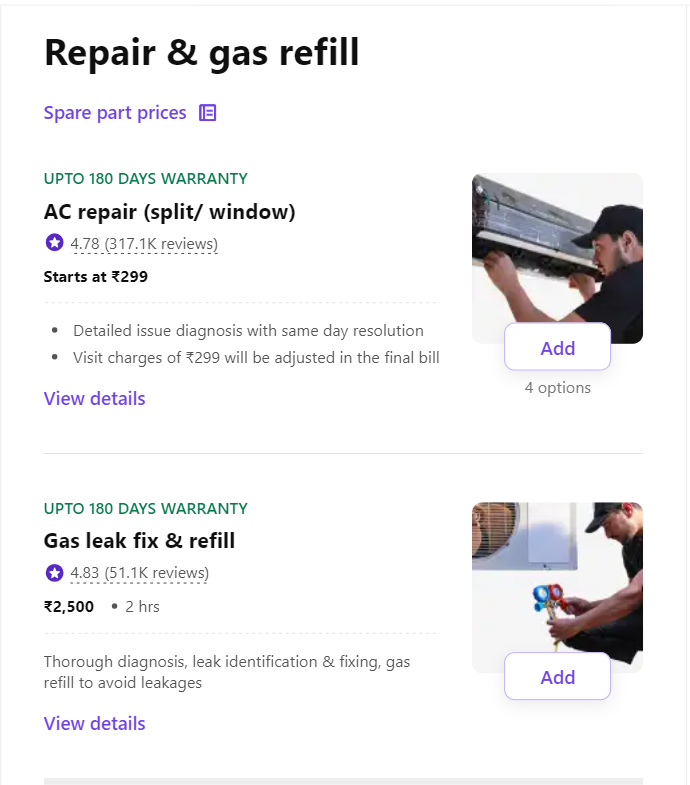 Repair & gas refill
Spare part prices
UPTO 180 DAYS WARRANTY
AC repair (split/ window)
4.78 (317.1K reviews)
Starts at ₹299
• Detailed issue diagnosis with same day resolution
• Visit charges of ₹299 will be adjusted in the final bill
View details
Add
4 options
UPTO 180 DAYS WARRANTY
Gas leak fix & refill
4.83 (51.1K reviews)
₹2,500 • 2 hrs
Thorough diagnosis, leak identification & fixing, gas
refill to avoid leakages
View details
Add